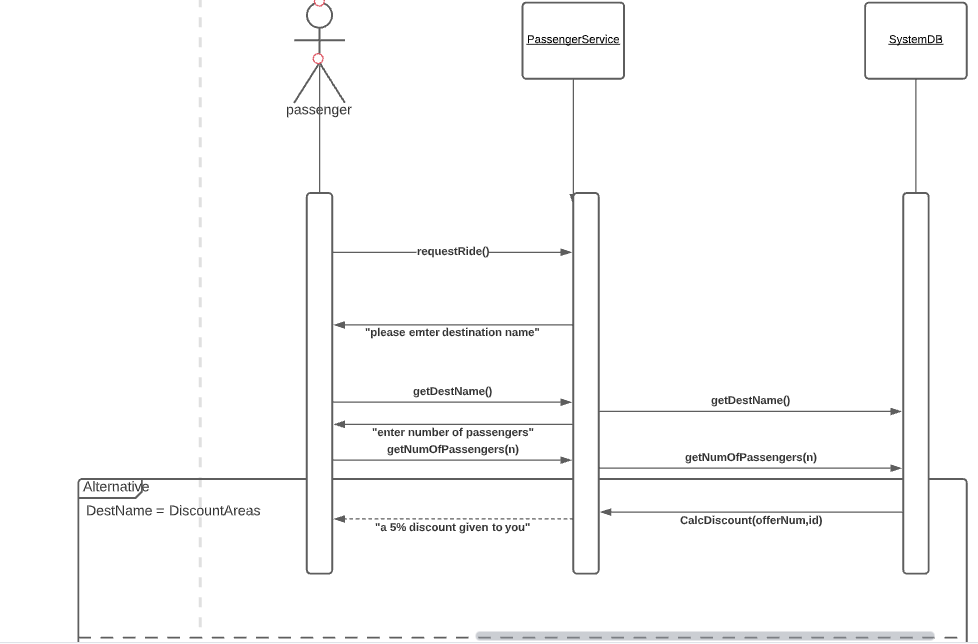 PassengerService
SystemDB
passenger
requestRide()
"please emter destination name"
getDestName()
getDestName()
"enter number of passengers"
getNumOfPassengers(n)
getNumOfPassengers(n)
Alternative
DestName = DiscountAreas
CalcDiscount(offerNum,id)
"a 5% discount given to you"